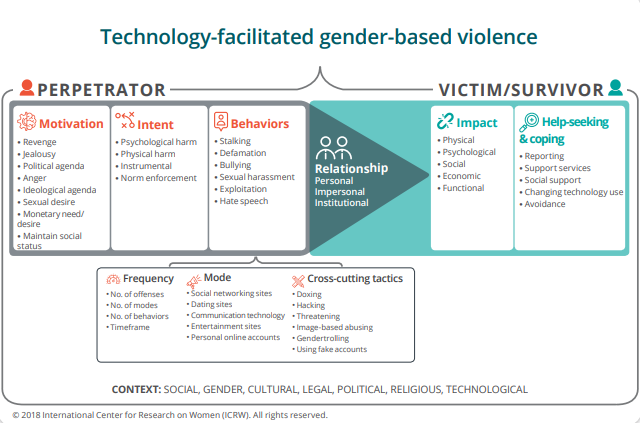 Technology-facilitated gender-based violence
PERPETRATOR
VICTIM/SURVIVOR
Motivation
• Revenge
• Jealousy
• Political agenda
• Anger
• Ideological agenda
• Sexual desire
• Monetary need/
desire
• Maintain social
status
Intent
• Psychological harm
• Physical harm
• Instrumental
• Norm enforcement
Behaviors
• Stalking
• Defamation
• Bullying
• Sexual harassment
• Exploitation
• Hate speech
Relationship
Personal
Impersonal
Institutional
Impact
• Physical
• Psychological
• Social
• Economic
• Functional
Help-seeking
& coping
• Reporting
• Support services
• Social support
• Changing technology use
• Avoidance
Frequency
• No. of offenses
• No. of modes
• No. of behaviors
• Timeframe
Mode
• Social networking sites
• Dating sites
• Communication technology
• Entertainment sites
• Personal online accounts
Cross-cutting tactics
• Doxing
• Hacking
• Threatening
• Image-based abusing
• Gendertrolling
• Using fake accounts
CONTEXT: SOCIAL, GENDER, CULTURAL, LEGAL, POLITICAL, RELIGIOUS, TECHNOLOGICAL
© 2018 International Center for Research on Women (ICRW). All rights reserved.